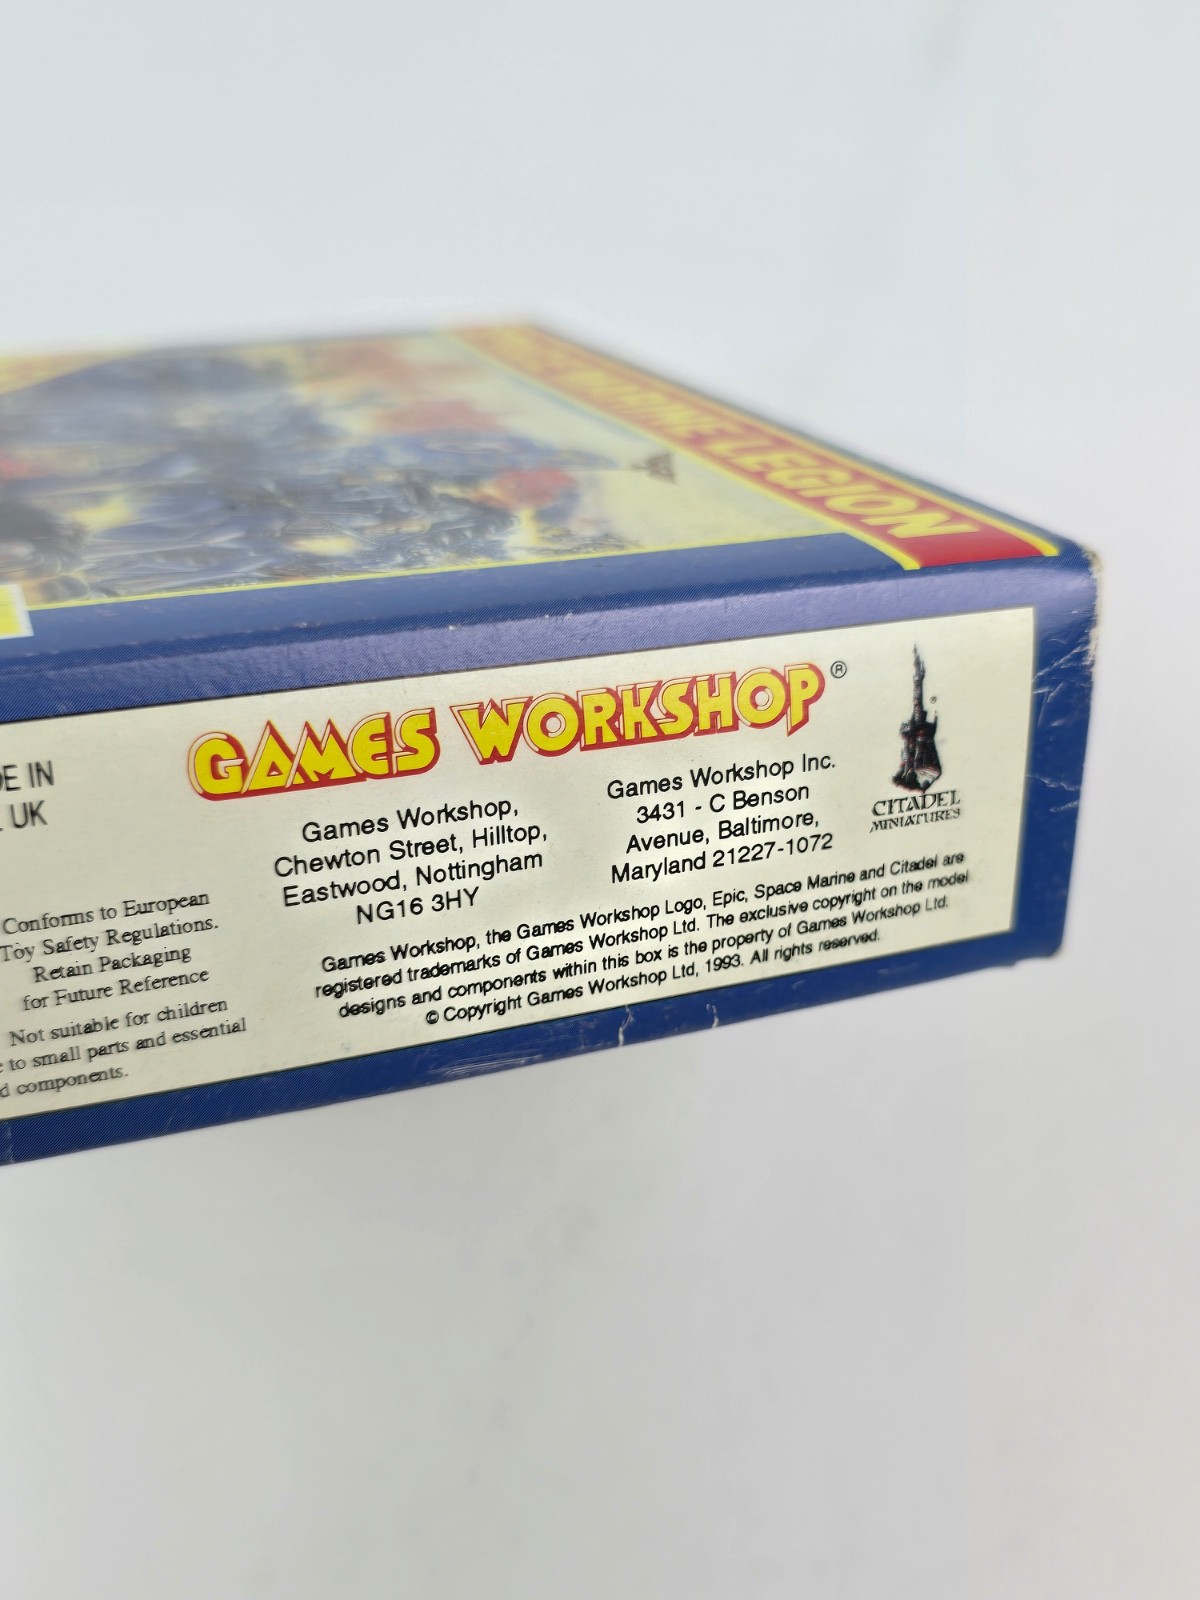 SPACE MARINE LEGION
DE IN
UK
GAMES WORKSHOP®
Games Workshop,
Chewton Street, Hilltop,
Eastwood, Nottingham
NG16 3HY
Games Workshop Inc.
3431 - C Benson
Avenue, Baltimore,
Maryland 21227-1072
CITADEL
MINIATURES
Conforms to European
Toy Safety Regulations.
Retain Packaging
for Future Reference
Not suitable for children
to small parts and essential
d components.
Games Workshop, the Games Workshop Logo, Epic, Space Marine and Citadel are
registered trademarks of Games Workshop Ltd. The exclusive copyright on the model
designs and components within this box is the property of Games Workshop Ltd.
© Copyright Games Workshop Ltd, 1993. All rights reserved.